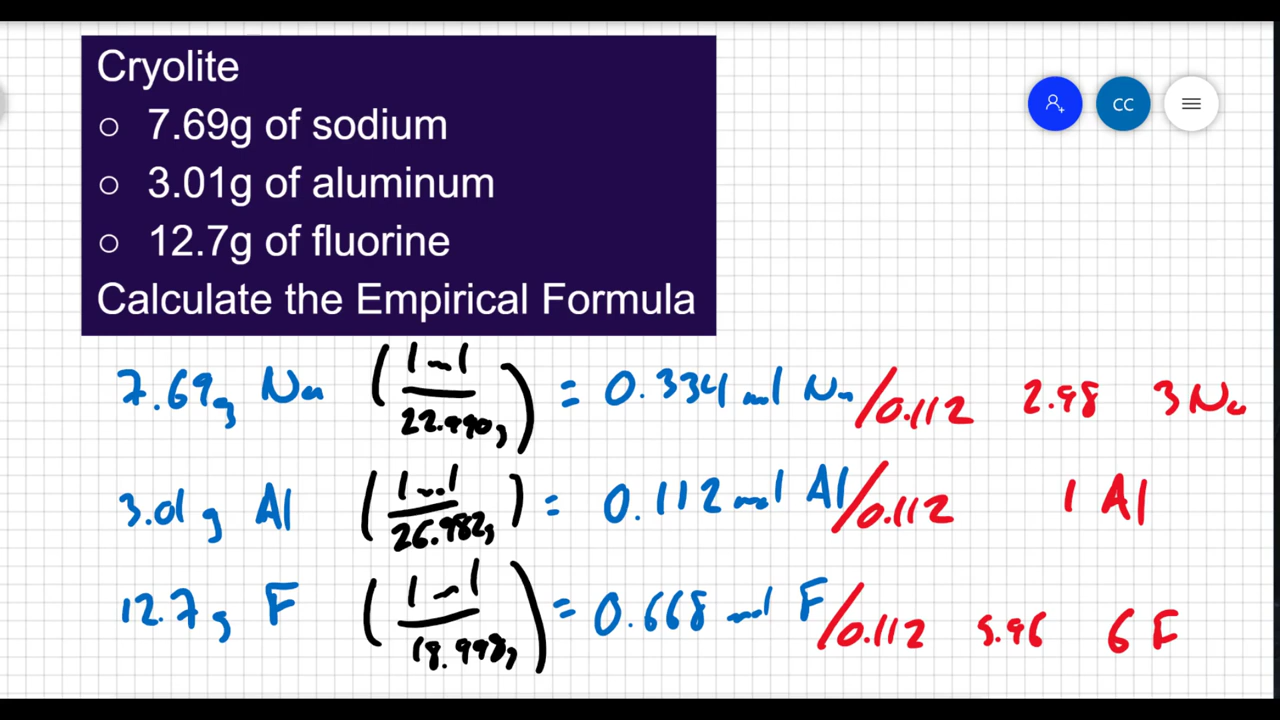 Cryolite
○ 7.69g of sodium
○ 3.01g of aluminum
○ 12.7g of fluorine
Calculate the Empirical Formula
CC
7.69g Na (1 mol / 22.990g) = 0.334 mol Na /0.112 2.98 3 Na
3.01 g Al (1 mol / 26.982g) = 0.112 mol Al /0.112 1 Al
12.7 g F (1 mol / 18.998g) = 0.668 mol F /0.112 5.96 6 F